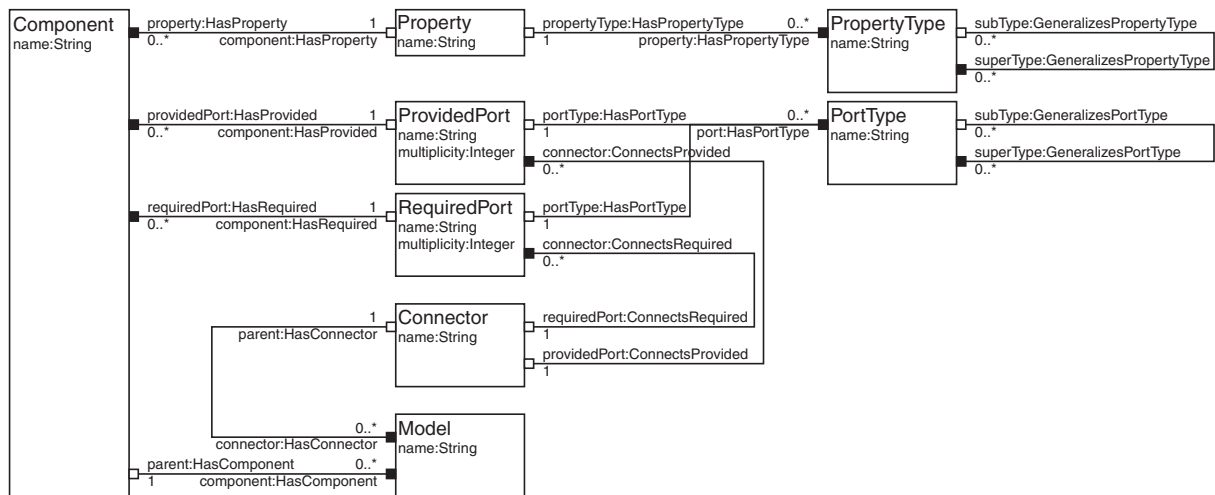 Component
name:String
property:HasProperty 1
0..* component:HasProperty
Property
name:String
propertyType:HasPropertyType 0..*
1 property:HasPropertyType
PropertyType
name:String
subType:GeneralizesPropertyType
0..*
superType:GeneralizesPropertyType
0..*
providedPort:HasProvided 1
0..* component:HasProvided
ProvidedPort
name:String
multiplicity:Integer
portType:HasPortType 0..*
1 port:HasPortType
connector:ConnectsProvided
0..*
PortType
name:String
subType:GeneralizesPortType
0..*
superType:GeneralizesPortType
0..*
requiredPort:HasRequired 1
0..* component:HasRequired
RequiredPort
name:String
multiplicity:Integer
portType:HasPortType
1
connector:ConnectsRequired
0..*
1
parent:HasConnector
Connector
name:String
requiredPort:ConnectsRequired
1
providedPort:ConnectsProvided
1
0..*
connector:HasConnector
Model
name:String
parent:HasComponent 0..*
1 component:HasComponent